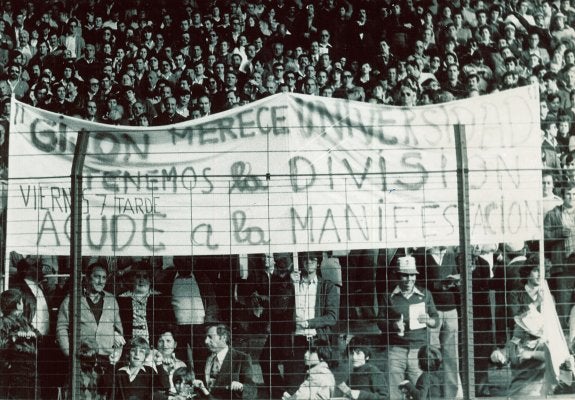 ¡¡GIJON MERECE UNIVERSIDAD
TENEMOS la DIVISION
VIERNES 7 TARDE
ACUDE a la MANIFESTACION